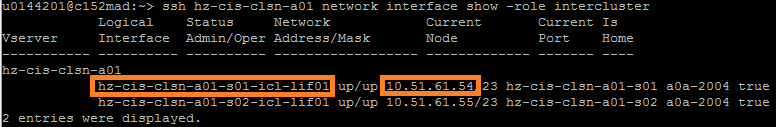 u0144201@c152mad:~> ssh hz-cis-clsn-a01 network interface show -role intercluster
Logical Status Network Current Current Is
Vserver Interface Admin/Oper Address/Mask Node Port Home
----------- ---------- ---------- ------------------ ------------- ------- ----
hz-cis-clsn-a01
hz-cis-clsn-a01-s01-icl-lif01 up/up 10.51.61.54/23 hz-cis-clsn-a01-s01 a0a-2004 true
hz-cis-clsn-a01-s02-icl-lif01 up/up 10.51.61.55/23 hz-cis-clsn-a01-s02 a0a-2004 true
2 entries were displayed.